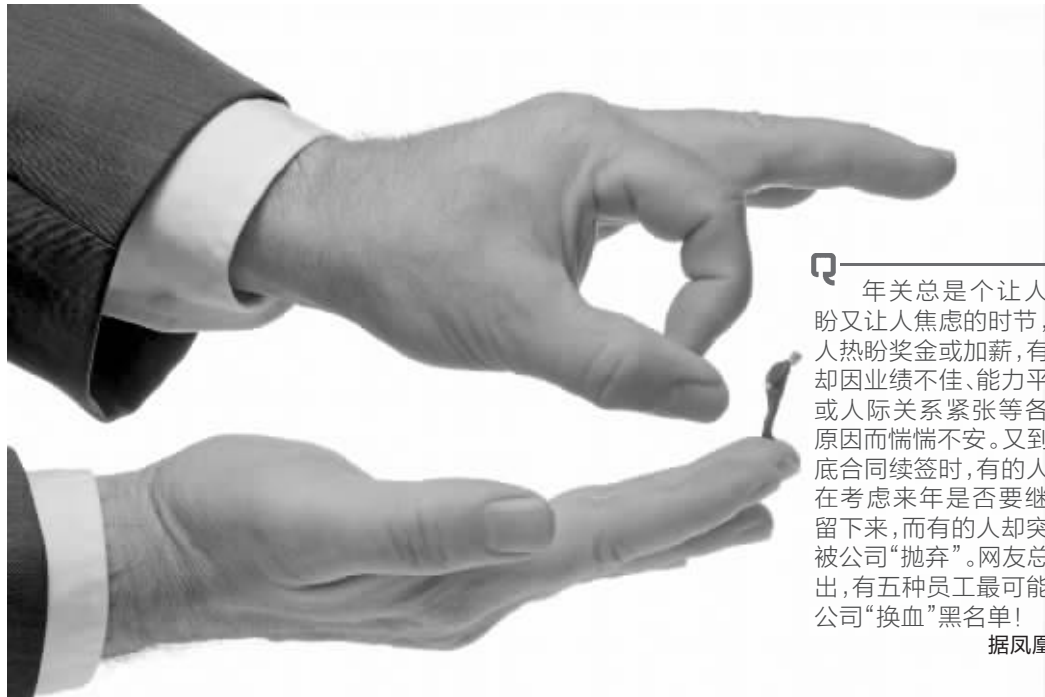 年关总是个让人
盼又让人焦虑的时节，
人热盼奖金或加薪，有
却因业绩不佳、能力平
或人际关系紧张等各
原因而惴惴不安。又到
底合同续签时，有的人
在考虑来年是否要继
留下来，而有的人却突
被公司“抛弃”。网友总
出，有五种员工最可能
公司“换血”黑名单！
据凤凰